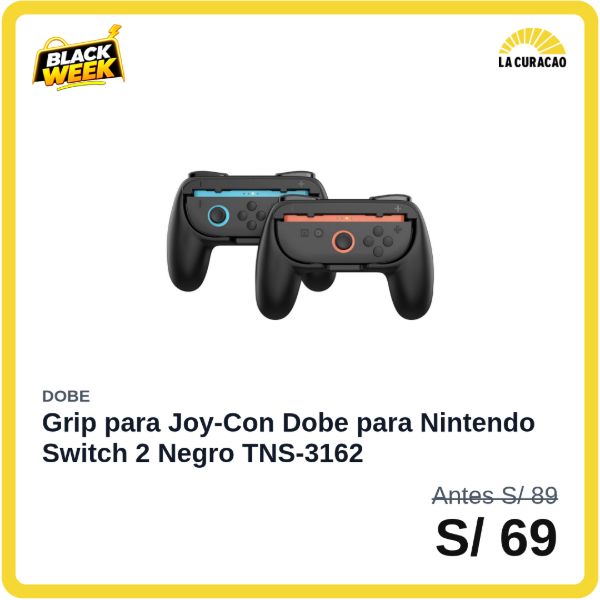 BLACK
WEEK
LA CURACAO
DOBE
Grip para Joy-Con Dobe para Nintendo
Switch 2 Negro TNS-3162
Antes S/ 89
S/ 69